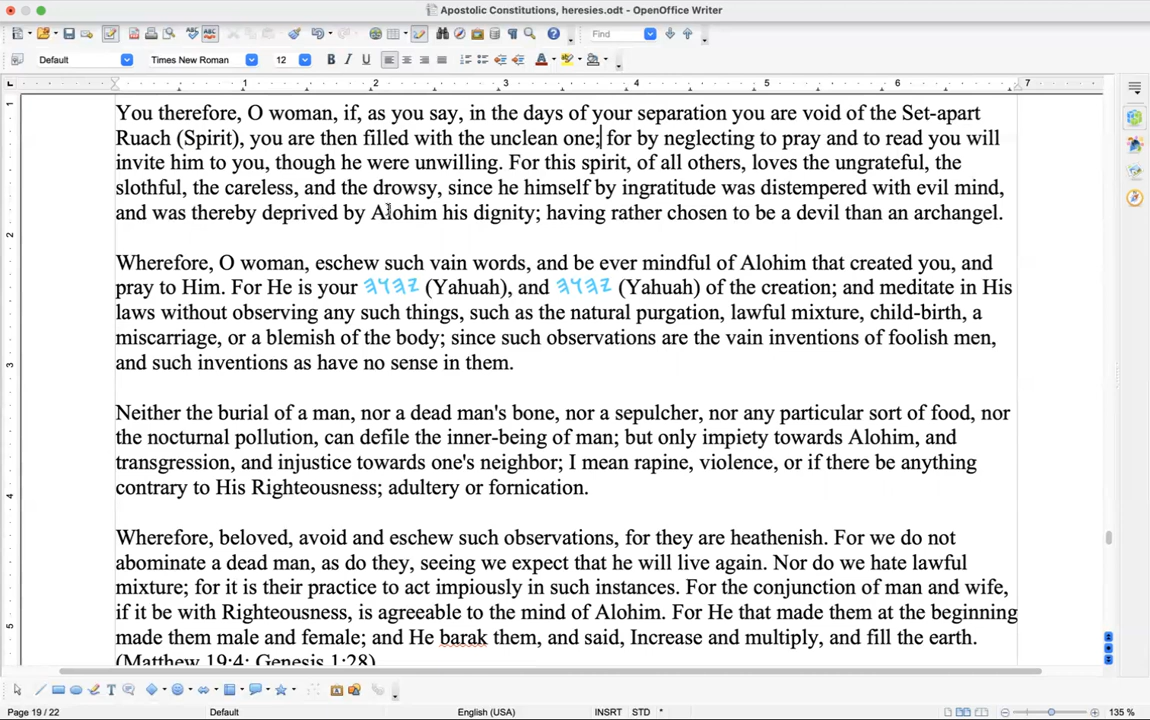 Apostolic Constitutions, heresies.odt - OpenOffice Writer
Find
Default Times New Roman 12
1 2 3 4 5 6 7
You therefore, O woman, if, as you say, in the days of your separation you are void of the Set-apart
Ruach (Spirit), you are then filled with the unclean one; for by neglecting to pray and to read you will
invite him to you, though he were unwilling. For this spirit, of all others, loves the ungrateful, the
slothful, the careless, and the drowsy, since he himself by ingratitude was distempered with evil mind,
and was thereby deprived by Alohim his dignity; having rather chosen to be a devil than an archangel.
Wherefore, O woman, eschew such vain words, and be ever mindful of Alohim that created you, and
pray to Him. For He is your 𐤉𐤄𐤅𐤄 (Yahuah), and 𐤉𐤄𐤅𐤄 (Yahuah) of the creation; and meditate in His
laws without observing any such things, such as the natural purgation, lawful mixture, child-birth, a
miscarriage, or a blemish of the body; since such observations are the vain inventions of foolish men,
and such inventions as have no sense in them.
Neither the burial of a man, nor a dead man's bone, nor a sepulcher, nor any particular sort of food, nor
the nocturnal pollution, can defile the inner-being of man; but only impiety towards Alohim, and
transgression, and injustice towards one's neighbor; I mean rapine, violence, or if there be anything
contrary to His Righteousness; adultery or fornication.
Wherefore, beloved, avoid and eschew such observations, for they are heathenish. For we do not
abominate a dead man, as do they, seeing we expect that he will live again. Nor do we hate lawful
mixture; for it is their practice to act impiously in such instances. For the conjunction of man and wife,
if it be with Righteousness, is agreeable to the mind of Alohim. For He that made them at the beginning
made them male and female; and He barak them, and said, Increase and multiply, and fill the earth.
(Matthew 19:4; Genesis 1:28)
Page 19 / 22 Default English (USA) INSRT STD * 135 %